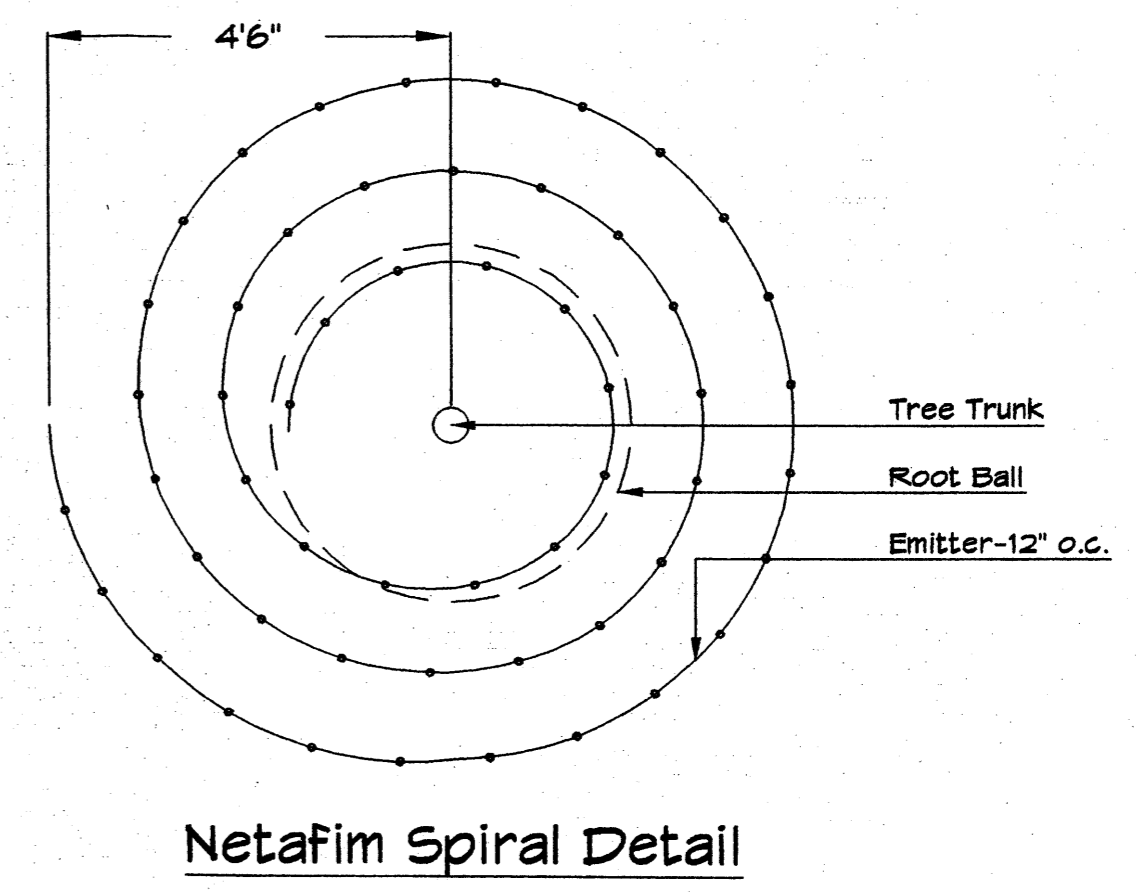 4'6"
Tree Trunk
Root Ball
Emitter-12" o.c.
Netafim Spiral Detail